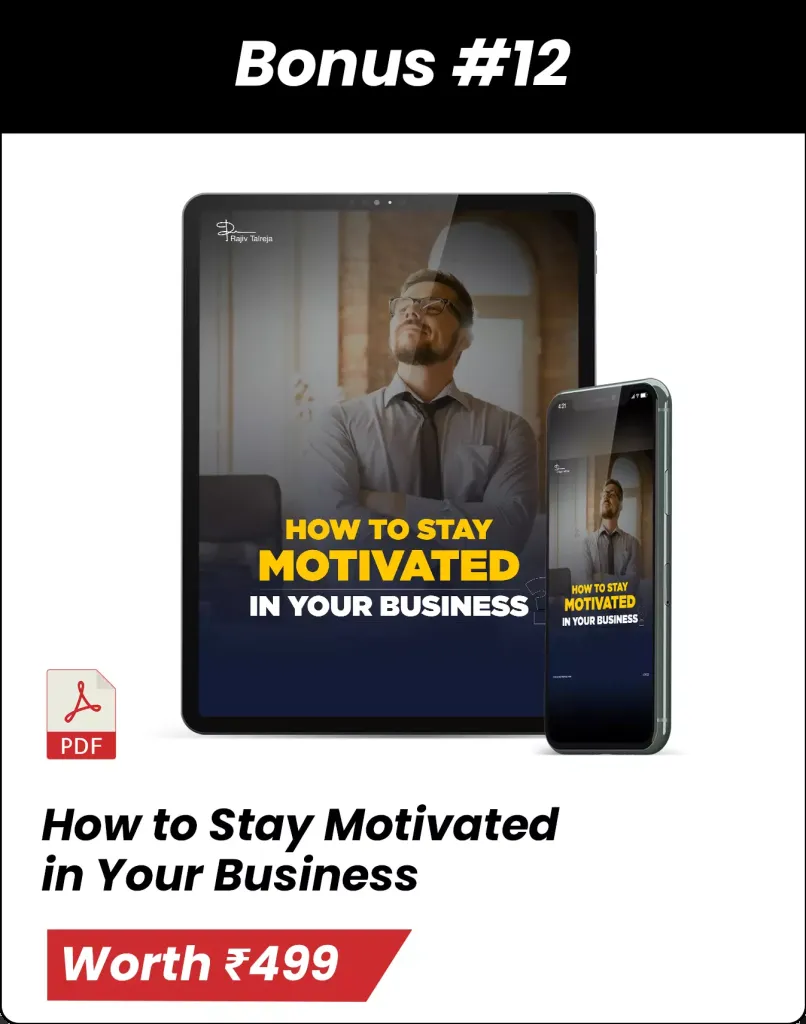 Bonus #12
Rajiv Talreja
HOW TO STAY
MOTIVATED
IN YOUR BUSINESS
4:21
HOW TO STAY
MOTIVATED
IN YOUR BUSINESS
PDF
How to Stay Motivated
in Your Business
Worth ₹499